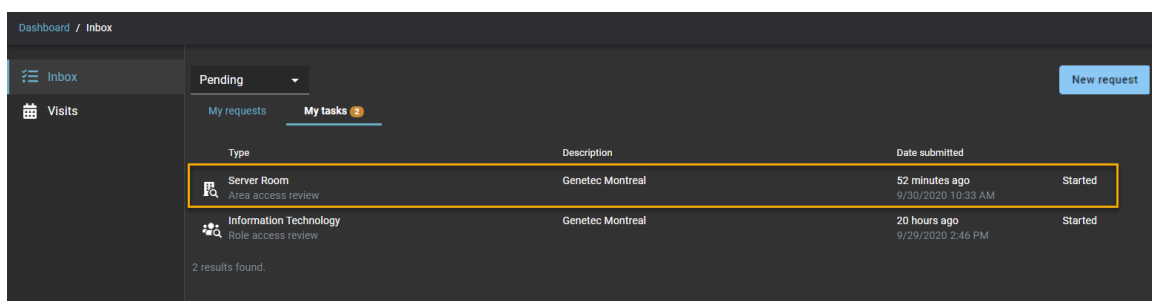 Dashboard / Inbox
Inbox
Visits
Pending
New request
My requests My tasks 2
Type Description Date submitted
Server Room Genetec Montreal 52 minutes ago Started
Area access review 9/30/2020 10:33 AM
Information Technology Genetec Montreal 20 hours ago Started
Role access review 9/29/2020 2:46 PM
2 results found.